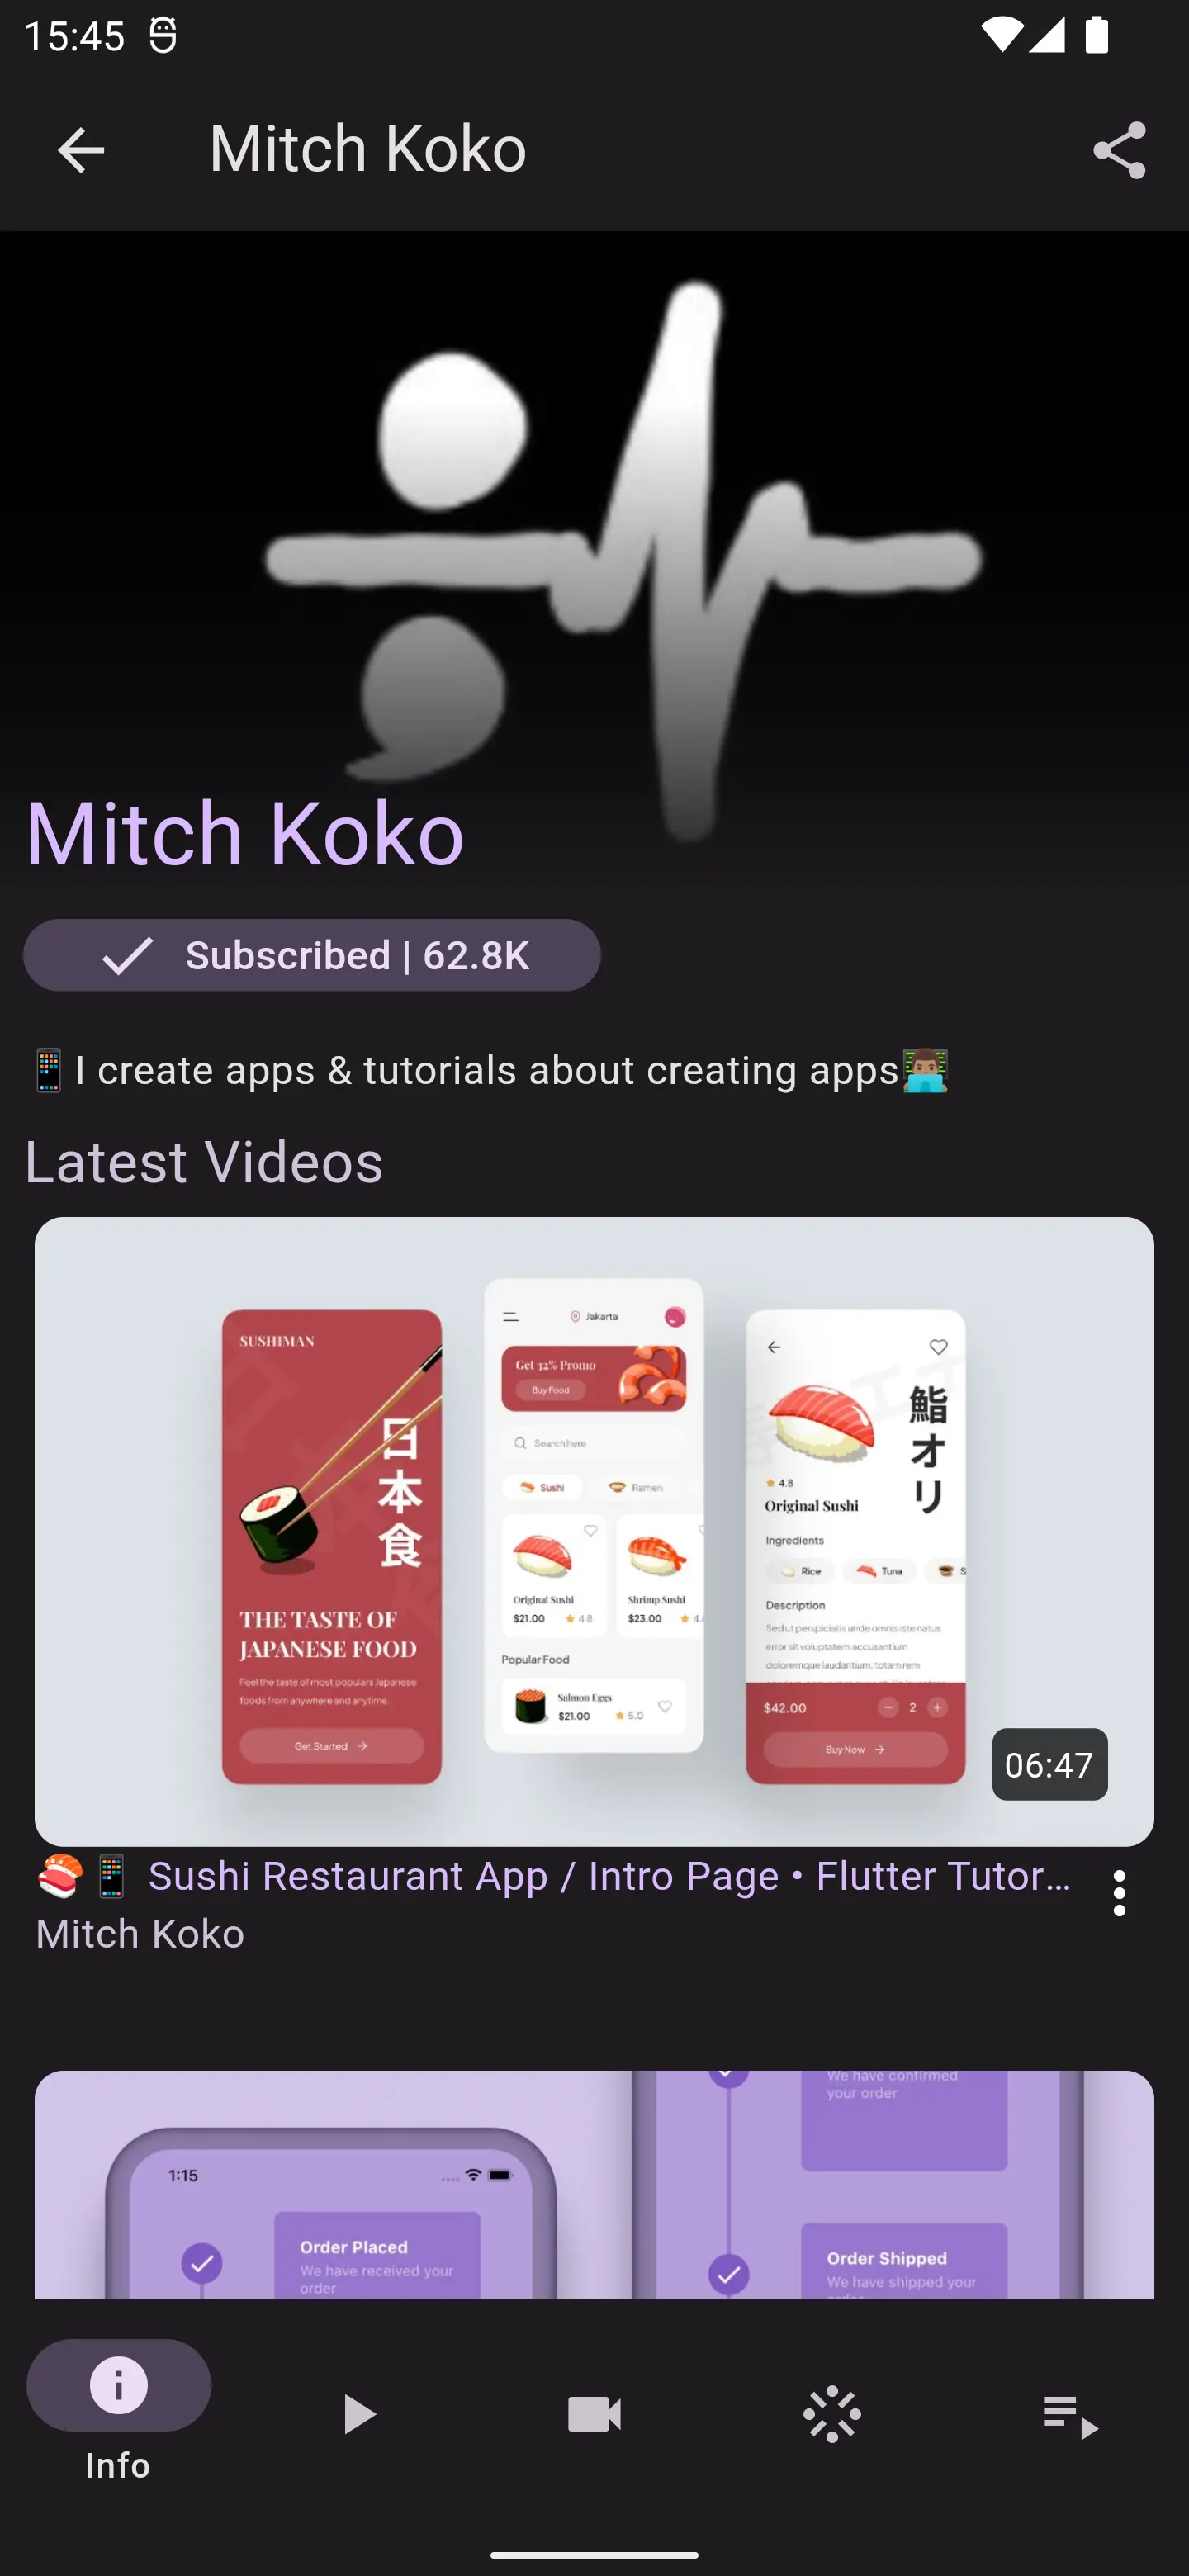 15:45
Mitch Koko
Mitch Koko
Subscribed | 62.8K
📱 I create apps & tutorials about creating apps👨🏽‍💻
Latest Videos
SUSHIMAN
日本食
THE TASTE OF
JAPANESE FOOD
Feel the taste of most populars Japanese
foods from anywhere and anytime.
Get Started →
Jakarta
Get 32% Promo
Buy Food
Search here
Sushi
Ramen
Original Sushi
$21.00 4.8
Shrimp Sushi
$23.00
Popular Food
Salmon Eggs
$21.00 5.0
鮨オリ
4.8
Original Sushi
Ingredients
Rice
Tuna
S
Description
Sed ut perspiciatis unde omnis iste natus
error sit voluptatem accusantium
doloremque laudantium, totam rem
$42.00 − 2 +
Buy Now →
06:47
🍣📱 Sushi Restaurant App / Intro Page • Flutter Tutor...
Mitch Koko
1:15
Order Placed
We have received your
order
We have confirmed
your order
Order Shipped
We have shipped your
Info